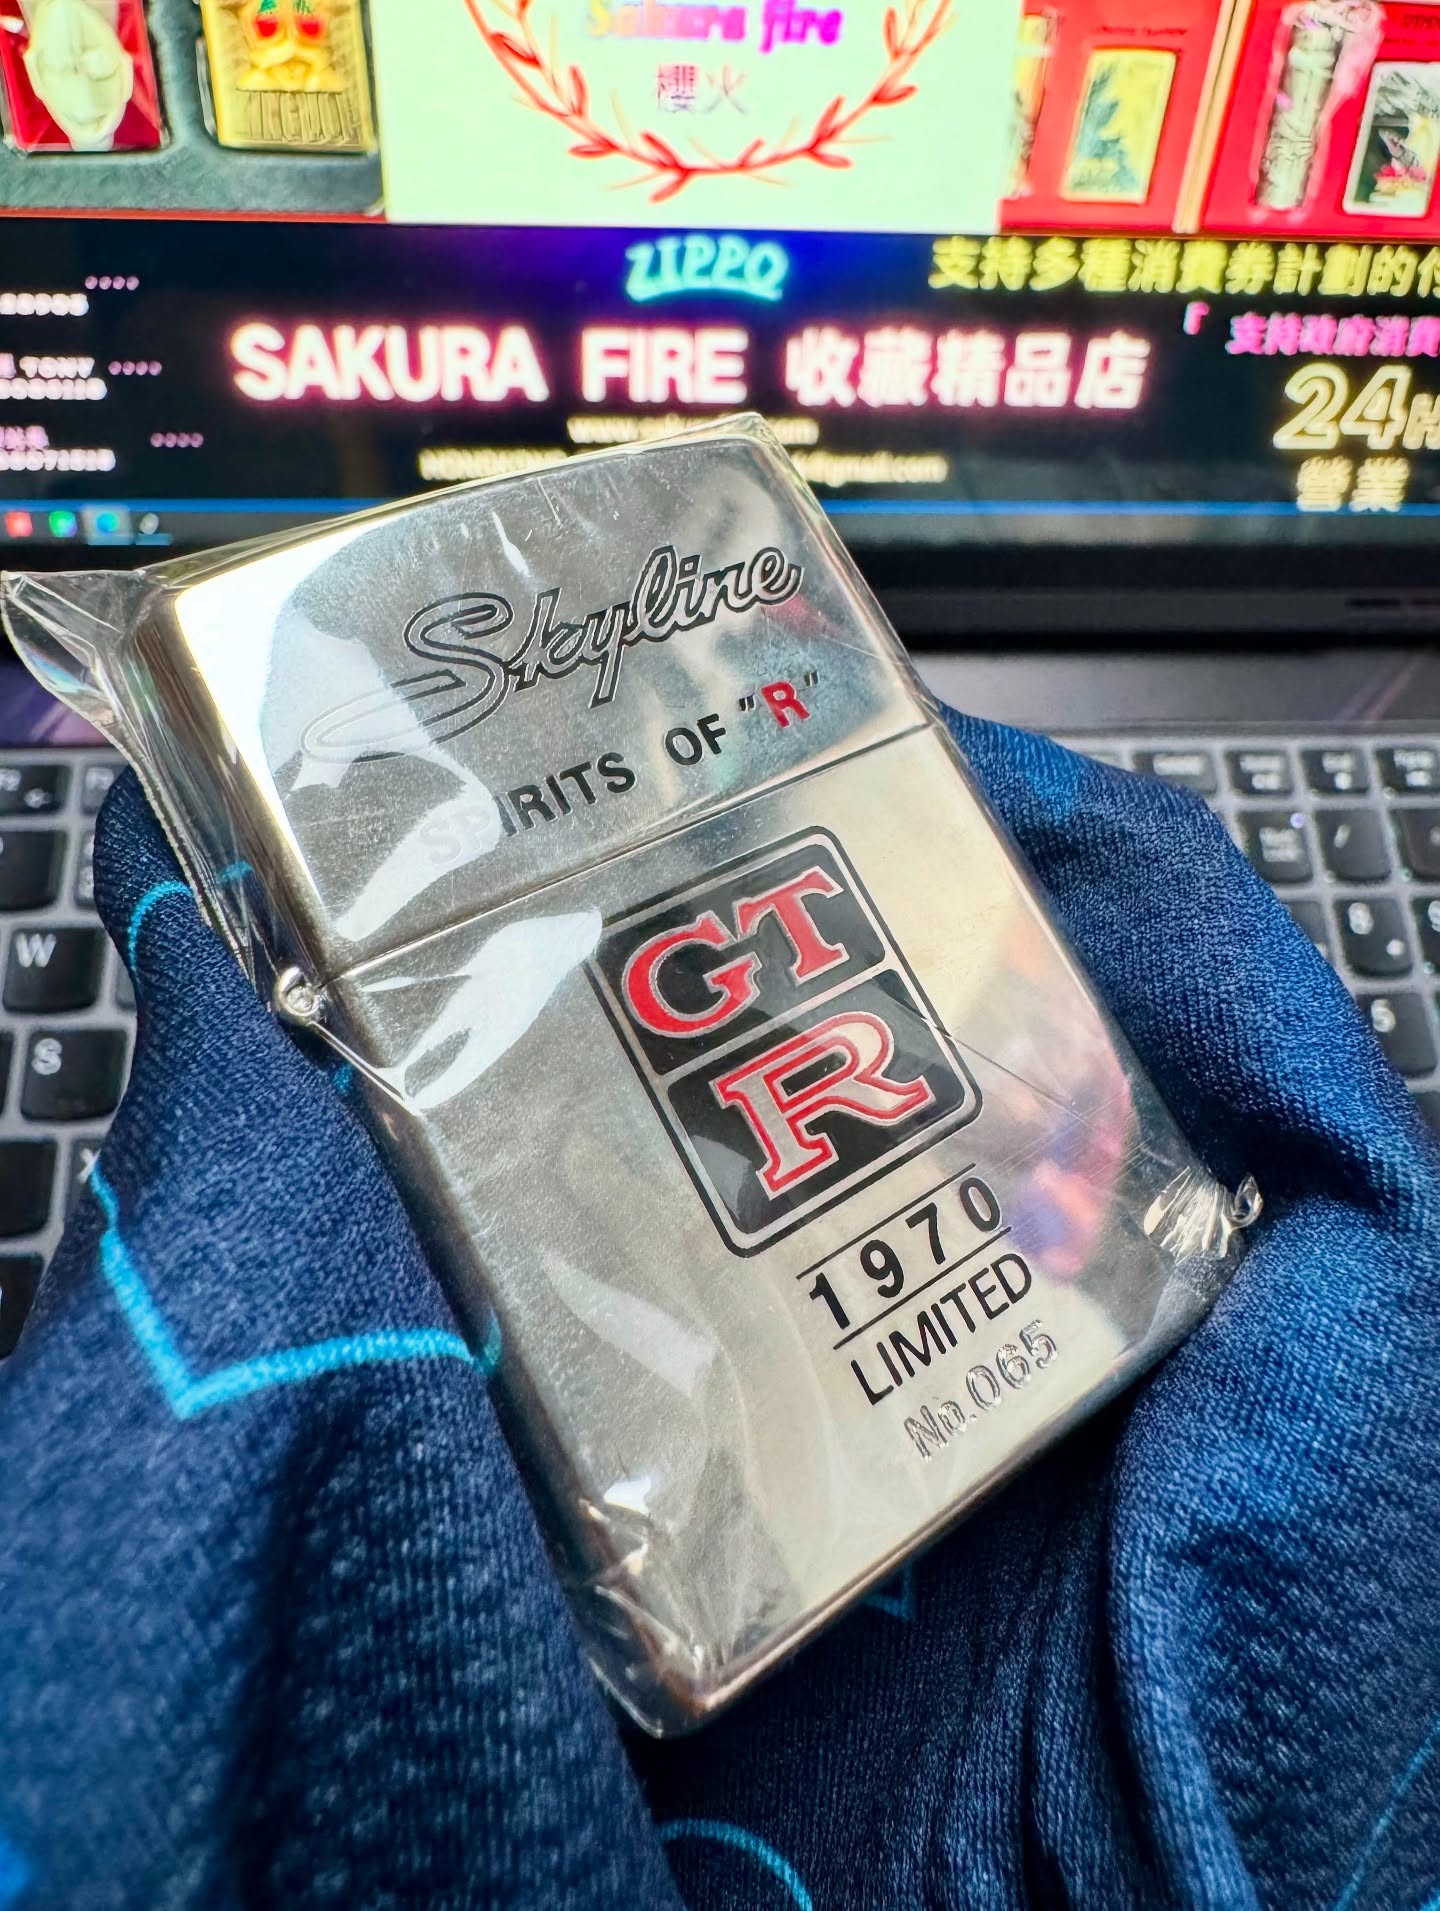 Sakura fire
櫻火
ZIPPO
支持多種消費券計劃的付
SAKURA FIRE 收藏精品店
「支持政府消費
24H
營業
Skyline
SPIRITS OF "R"
GT
R
1970
LIMITED
No.065
W
S
X